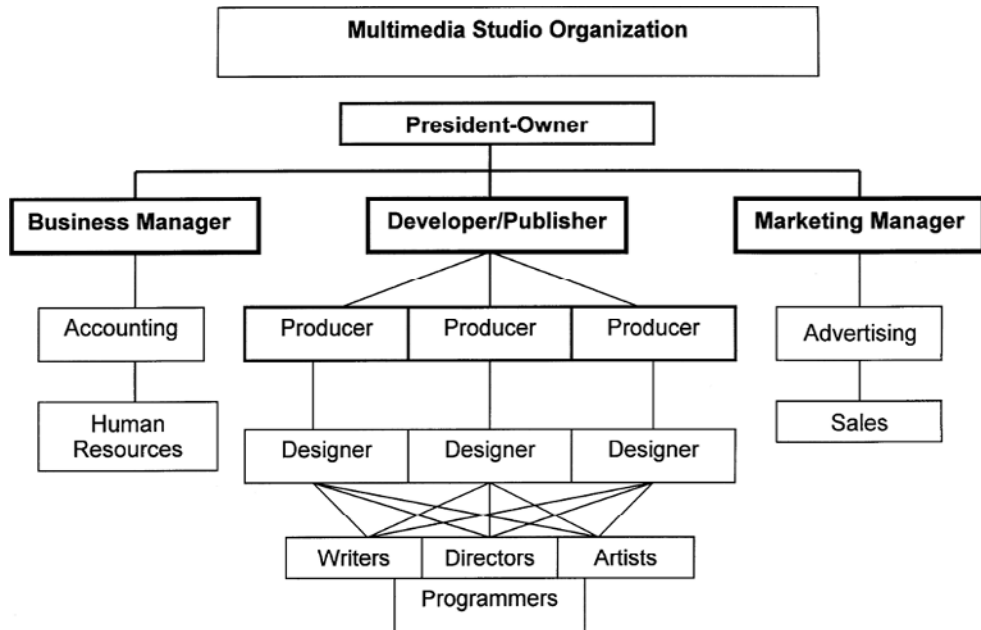 Multimedia Studio Organization
President-Owner
Business Manager
Developer/Publisher
Marketing Manager
Accounting
Producer
Producer
Producer
Advertising
Human
Resources
Designer
Designer
Designer
Sales
Writers
Directors
Artists
Programmers